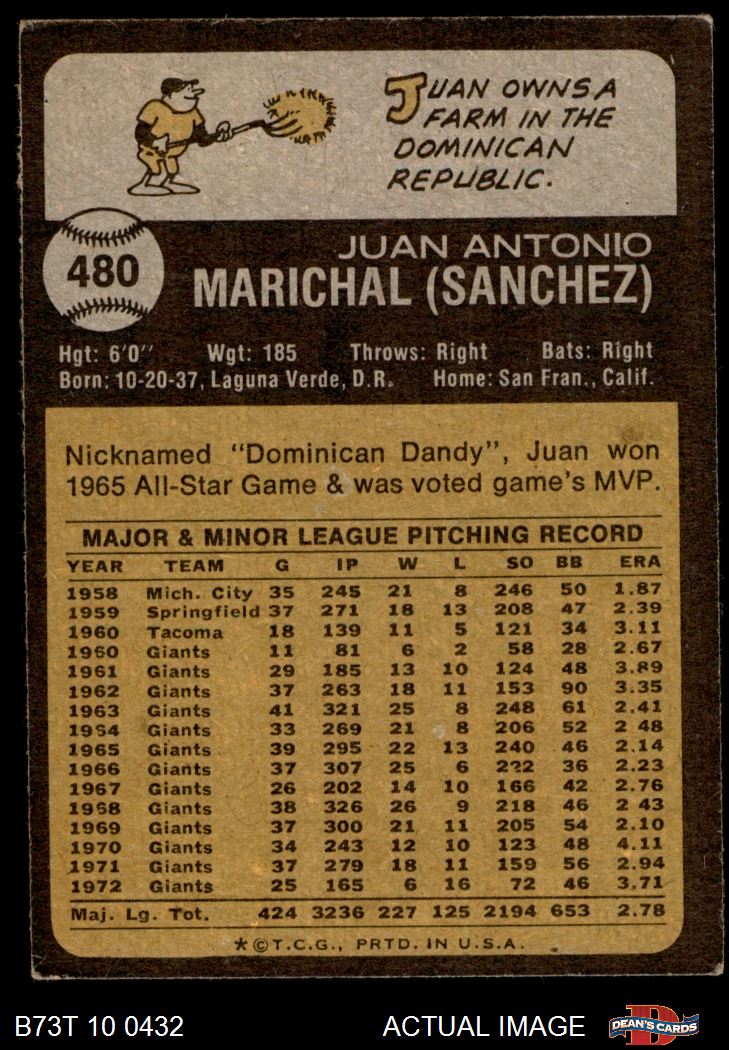 JUAN OWNS A
FARM IN THE
DOMINICAN
REPUBLIC.
480
JUAN ANTONIO
MARICHAL (SANCHEZ)
Hgt: 6'0" Wgt: 185 Throws: Right Bats: Right
Born: 10-20-37, Laguna Verde, D.R. Home: San Fran., Calif.
Nicknamed "Dominican Dandy", Juan won
1965 All-Star Game & was voted game's MVP.
MAJOR & MINOR LEAGUE PITCHING RECORD
YEAR TEAM G IP W L SO BB ERA
1958 Mich. City 35 245 21 8 246 50 1.87
1959 Springfield 37 271 18 13 208 47 2.39
1960 Tacoma 18 139 11 5 121 34 3.11
1960 Giants 11 81 6 2 58 28 2.67
1961 Giants 29 185 13 10 124 48 3.89
1962 Giants 37 263 18 11 153 90 3.35
1963 Giants 41 321 25 8 248 61 2.41
1964 Giants 33 269 21 8 206 52 2 48
1965 Giants 39 295 22 13 240 46 2.14
1966 Giants 37 307 25 6 222 36 2.23
1967 Giants 26 202 14 10 166 42 2.76
1968 Giants 38 326 26 9 218 46 2 43
1969 Giants 37 300 21 11 205 54 2.10
1970 Giants 34 243 12 10 123 48 4.11
1971 Giants 37 279 18 11 159 56 2.94
1972 Giants 25 165 6 16 72 46 3.71
Maj. Lg. Tot. 424 3236 227 125 2194 653 2.78
*©T.C.G., PRTD. IN U.S.A.
B73T 10 0432 ACTUAL IMAGE DEAN'S CARDS